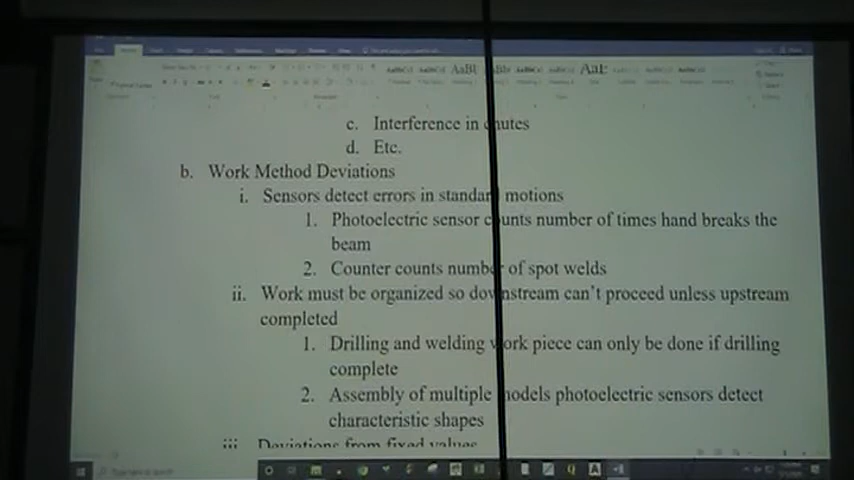 c. Interference in chutes
d. Etc.
b. Work Method Deviations
i. Sensors detect errors in standard motions
1. Photoelectric sensor counts number of times hand breaks the
beam
2. Counter counts number of spot welds
ii. Work must be organized so downstream can't proceed unless upstream
completed
1. Drilling and welding work piece can only be done if drilling
complete
2. Assembly of multiple models photoelectric sensors detect
characteristic shapes
iii. Deviations from fixed values